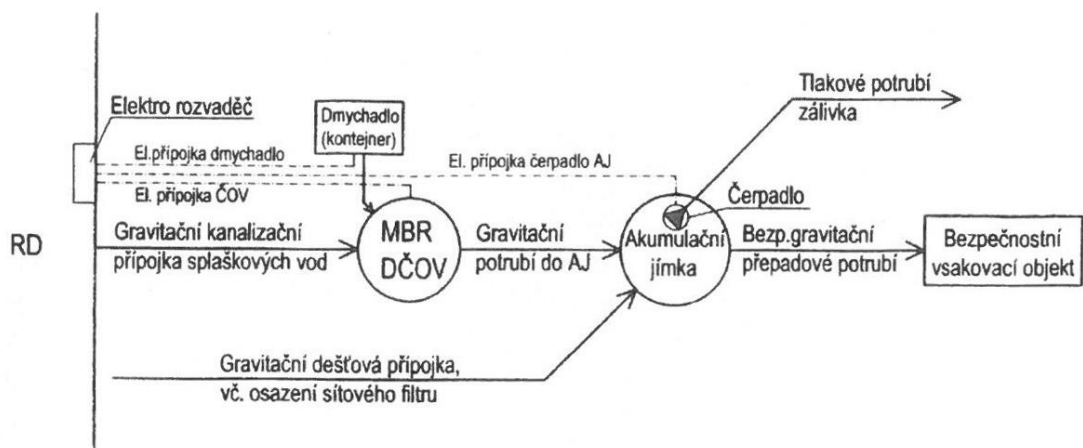 Tlakové potrubí
zálivka
Elektro rozvaděč
Dmychadlo
(kontejner)
El.přípojka dmychadlo
El. přípojka čerpadlo AJ
El. přípojka ČOV
Čerpadlo
RD
Gravitační kanalizační
přípojka splaškových vod
MBR
DČOV
Gravitační
potrubí do AJ
Akumulační
jímka
Bezp.gravitační
přepadové potrubí
Bezpečnostní
vsakovací objekt
Gravitační dešťová přípojka,
vč. osazení sítového filtru